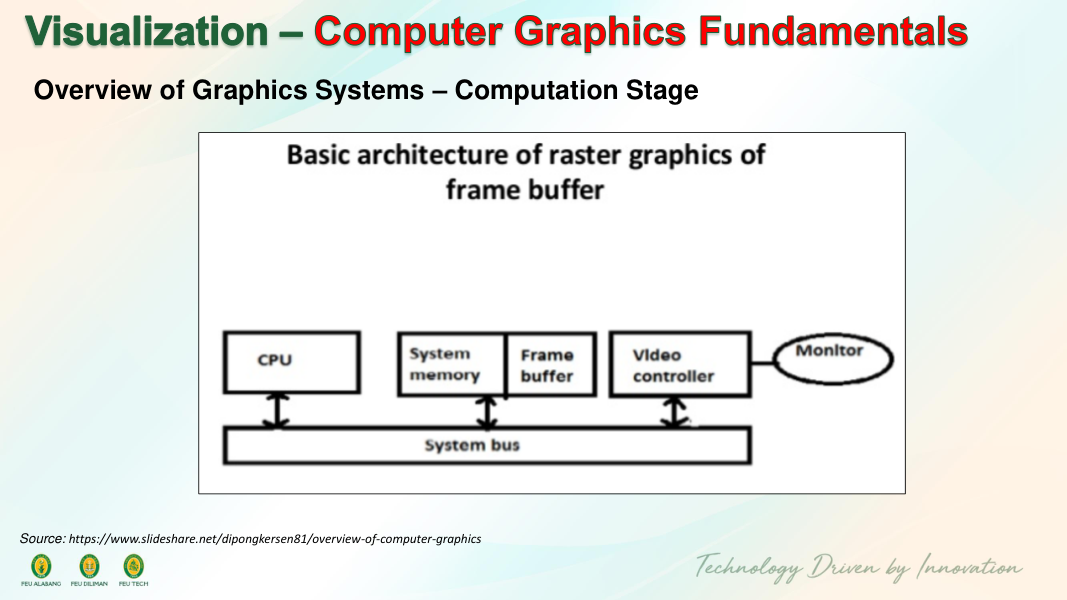 Visualization – Computer Graphics Fundamentals
Overview of Graphics Systems – Computation Stage
Basic architecture of raster graphics of
frame buffer
CPU
System
memory
Frame
buffer
Video
controller
Monitor
System bus
Source: https://www.slideshare.net/dipongkersen81/overview-of-computer-graphics
FEU ALABANG
FEU DILIMAN
FEU TECH
Technology Driven by Innovation